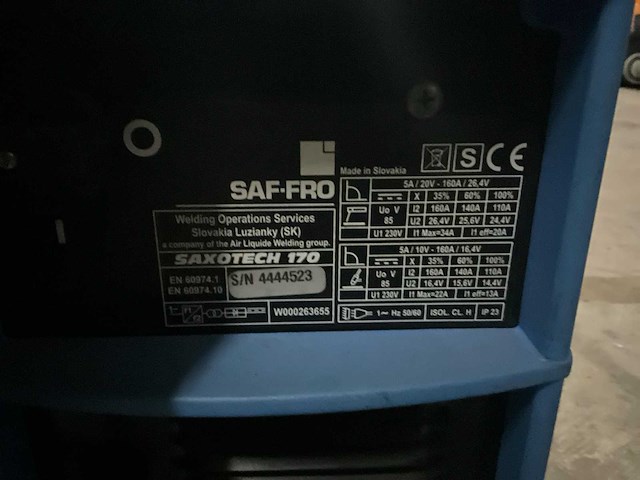 SAF-FRO
Welding Operations Services
Slovakia Luzianky (SK)
a company of the Air Liquide Welding group.
SAXOTECH 170
EN 60974.1
EN 60974.10
S/N 4444523
1~
W000263655
Made in Slovakia
S CE
5A / 20V - 160A / 26,4V
X 35% 60% 100%
Uo V I2 160A 140A 110A
85 U2 26,4V 25,6V 24,4V
U1 230V I1 Max=34A I1 eff=20A
5A / 10V - 160A / 16,4V
X 35% 60% 100%
Uo V I2 160A 140A 110A
85 U2 16,4V 15,6V 14,4V
U1 230V I1 Max=22A I1 eff=13A
1~ Hz 50/60 ISOL. CL. H IP 23